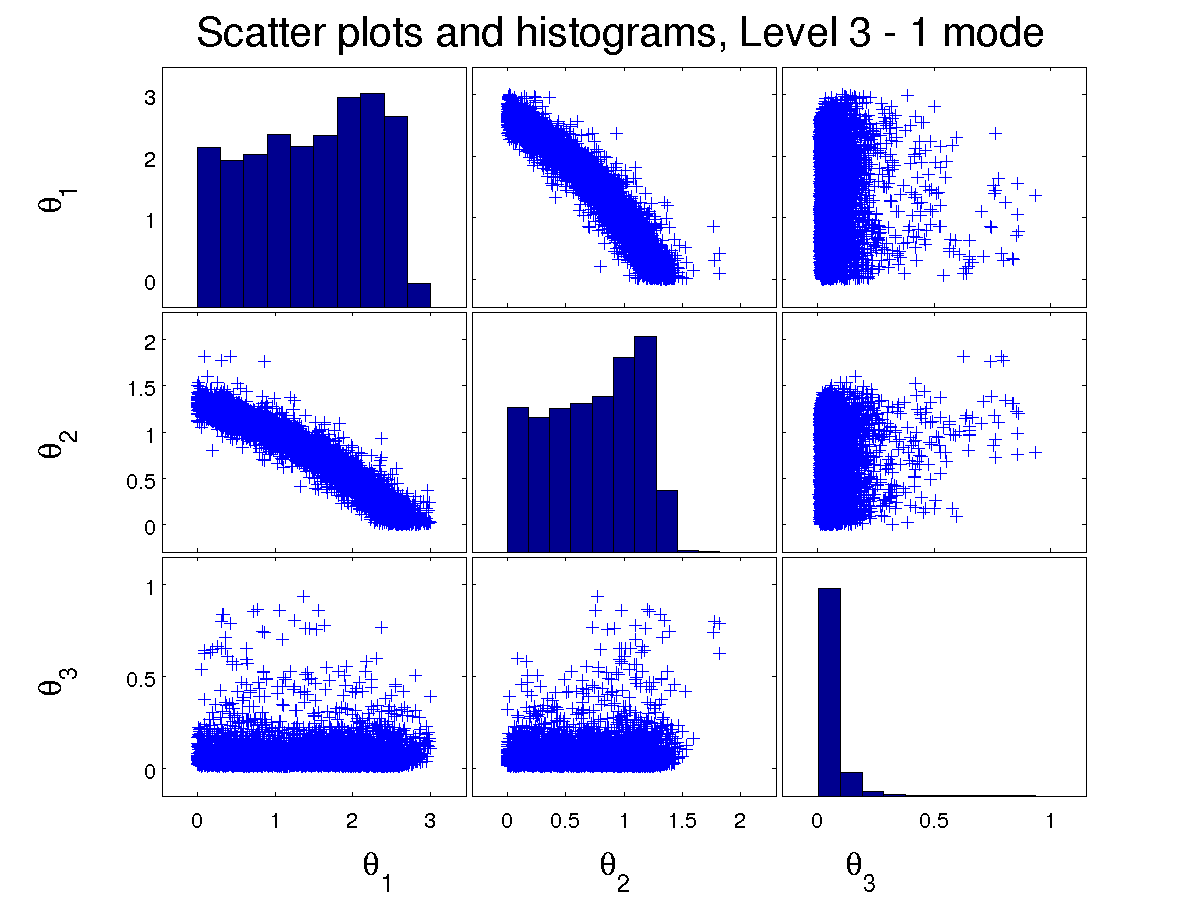 Scatter plots and histograms, Level 3 - 1 mode
3
2
1
0
θ1
2
1.5
1
0.5
0
θ2
1
0.5
0
θ3
0 1 2 3 0 0.5 1 1.5 2 0 0.5 1
θ1 θ2 θ3